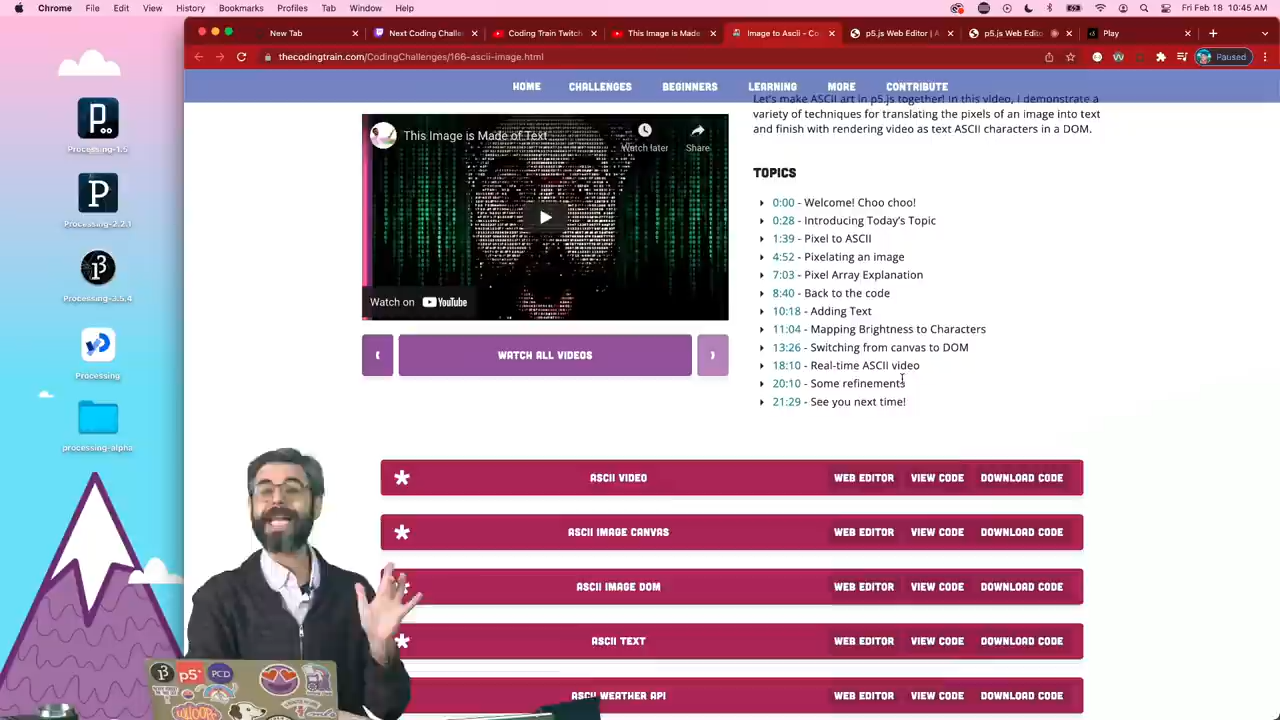 Chrome File Edit View History Bookmarks Profiles Tab Window Help
Fri Feb 18 10:45 AM
New Tab
Next Coding Challe
Coding Train Twitch
This Image is Made
Image to Ascii - Co
p5.js Web Editor | A
p5.js Web Edito
Play
thecodingtrain.com/CodingChallenges/166-ascii-image.html
Paused
HOME CHALLENGES BEGINNERS LEARNING MORE CONTRIBUTE
Let's make ASCII art in p5.js together! In this video, I demonstrate a
variety of techniques for translating the pixels of an image into text
and finish with rendering video as text ASCII characters in a DOM.
This Image is Made of Text
Watch later
Share
Watch on YouTube
WATCH ALL VIDEOS
TOPICS
0:00 - Welcome! Choo choo!
0:28 - Introducing Today's Topic
1:39 - Pixel to ASCII
4:52 - Pixelating an image
7:03 - Pixel Array Explanation
8:40 - Back to the code
10:18 - Adding Text
11:04 - Mapping Brightness to Characters
13:26 - Switching from canvas to DOM
18:10 - Real-time ASCII video
20:10 - Some refinements
21:29 - See you next time!
Processing-1.5
Processing-2.2.1
Processing-3.5.4
Processing
processing-alpha
ASCII VIDEO WEB EDITOR VIEW CODE DOWNLOAD CODE
ASCII IMAGE CANVAS WEB EDITOR VIEW CODE DOWNLOAD CODE
ASCII IMAGE DOM WEB EDITOR VIEW CODE DOWNLOAD CODE
ASCII TEXT WEB EDITOR VIEW CODE DOWNLOAD CODE
ASCII WEATHER API WEB EDITOR VIEW CODE DOWNLOAD CODE
p5*
PCD